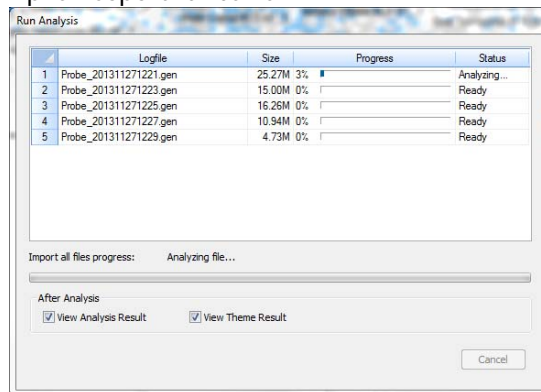 Run Analysis
Logfile Size Progress Status
1 Probe_201311271221.gen 25.27M 3% Analyzing...
2 Probe_201311271223.gen 15.00M 0% Ready
3 Probe_201311271225.gen 16.26M 0% Ready
4 Probe_201311271227.gen 10.94M 0% Ready
5 Probe_201311271229.gen 4.73M 0% Ready
Import all files progress: Analyzing file...
After Analysis
View Analysis Result View Theme Result
Cancel